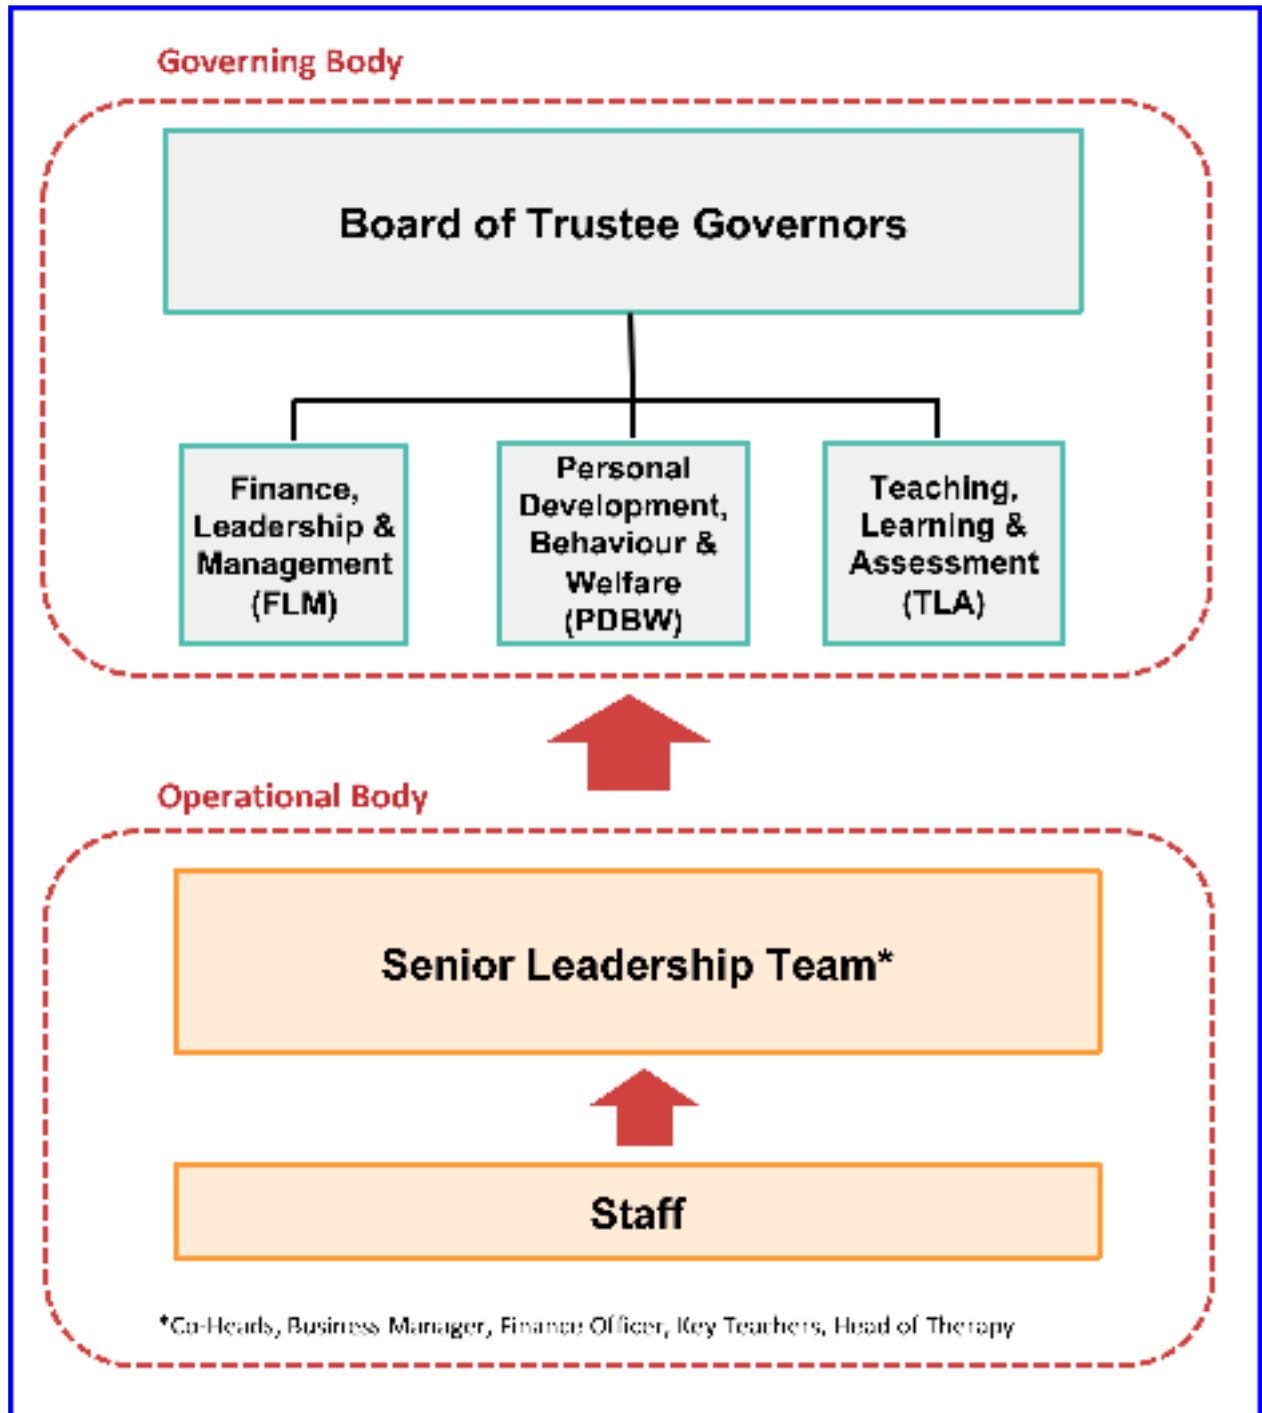 Governing Body
Board of Trustee Governors
Finance,
Leadership &
Management
(FLM)
Personal
Development,
Behaviour &
Welfare
(PDBW)
Teaching,
Learning &
Assessment
(TLA)
Operational Body
Senior Leadership Team*
Staff
*Co-Heads, Business Manager, Finance Officer, Key Teachers, Head of Therapy